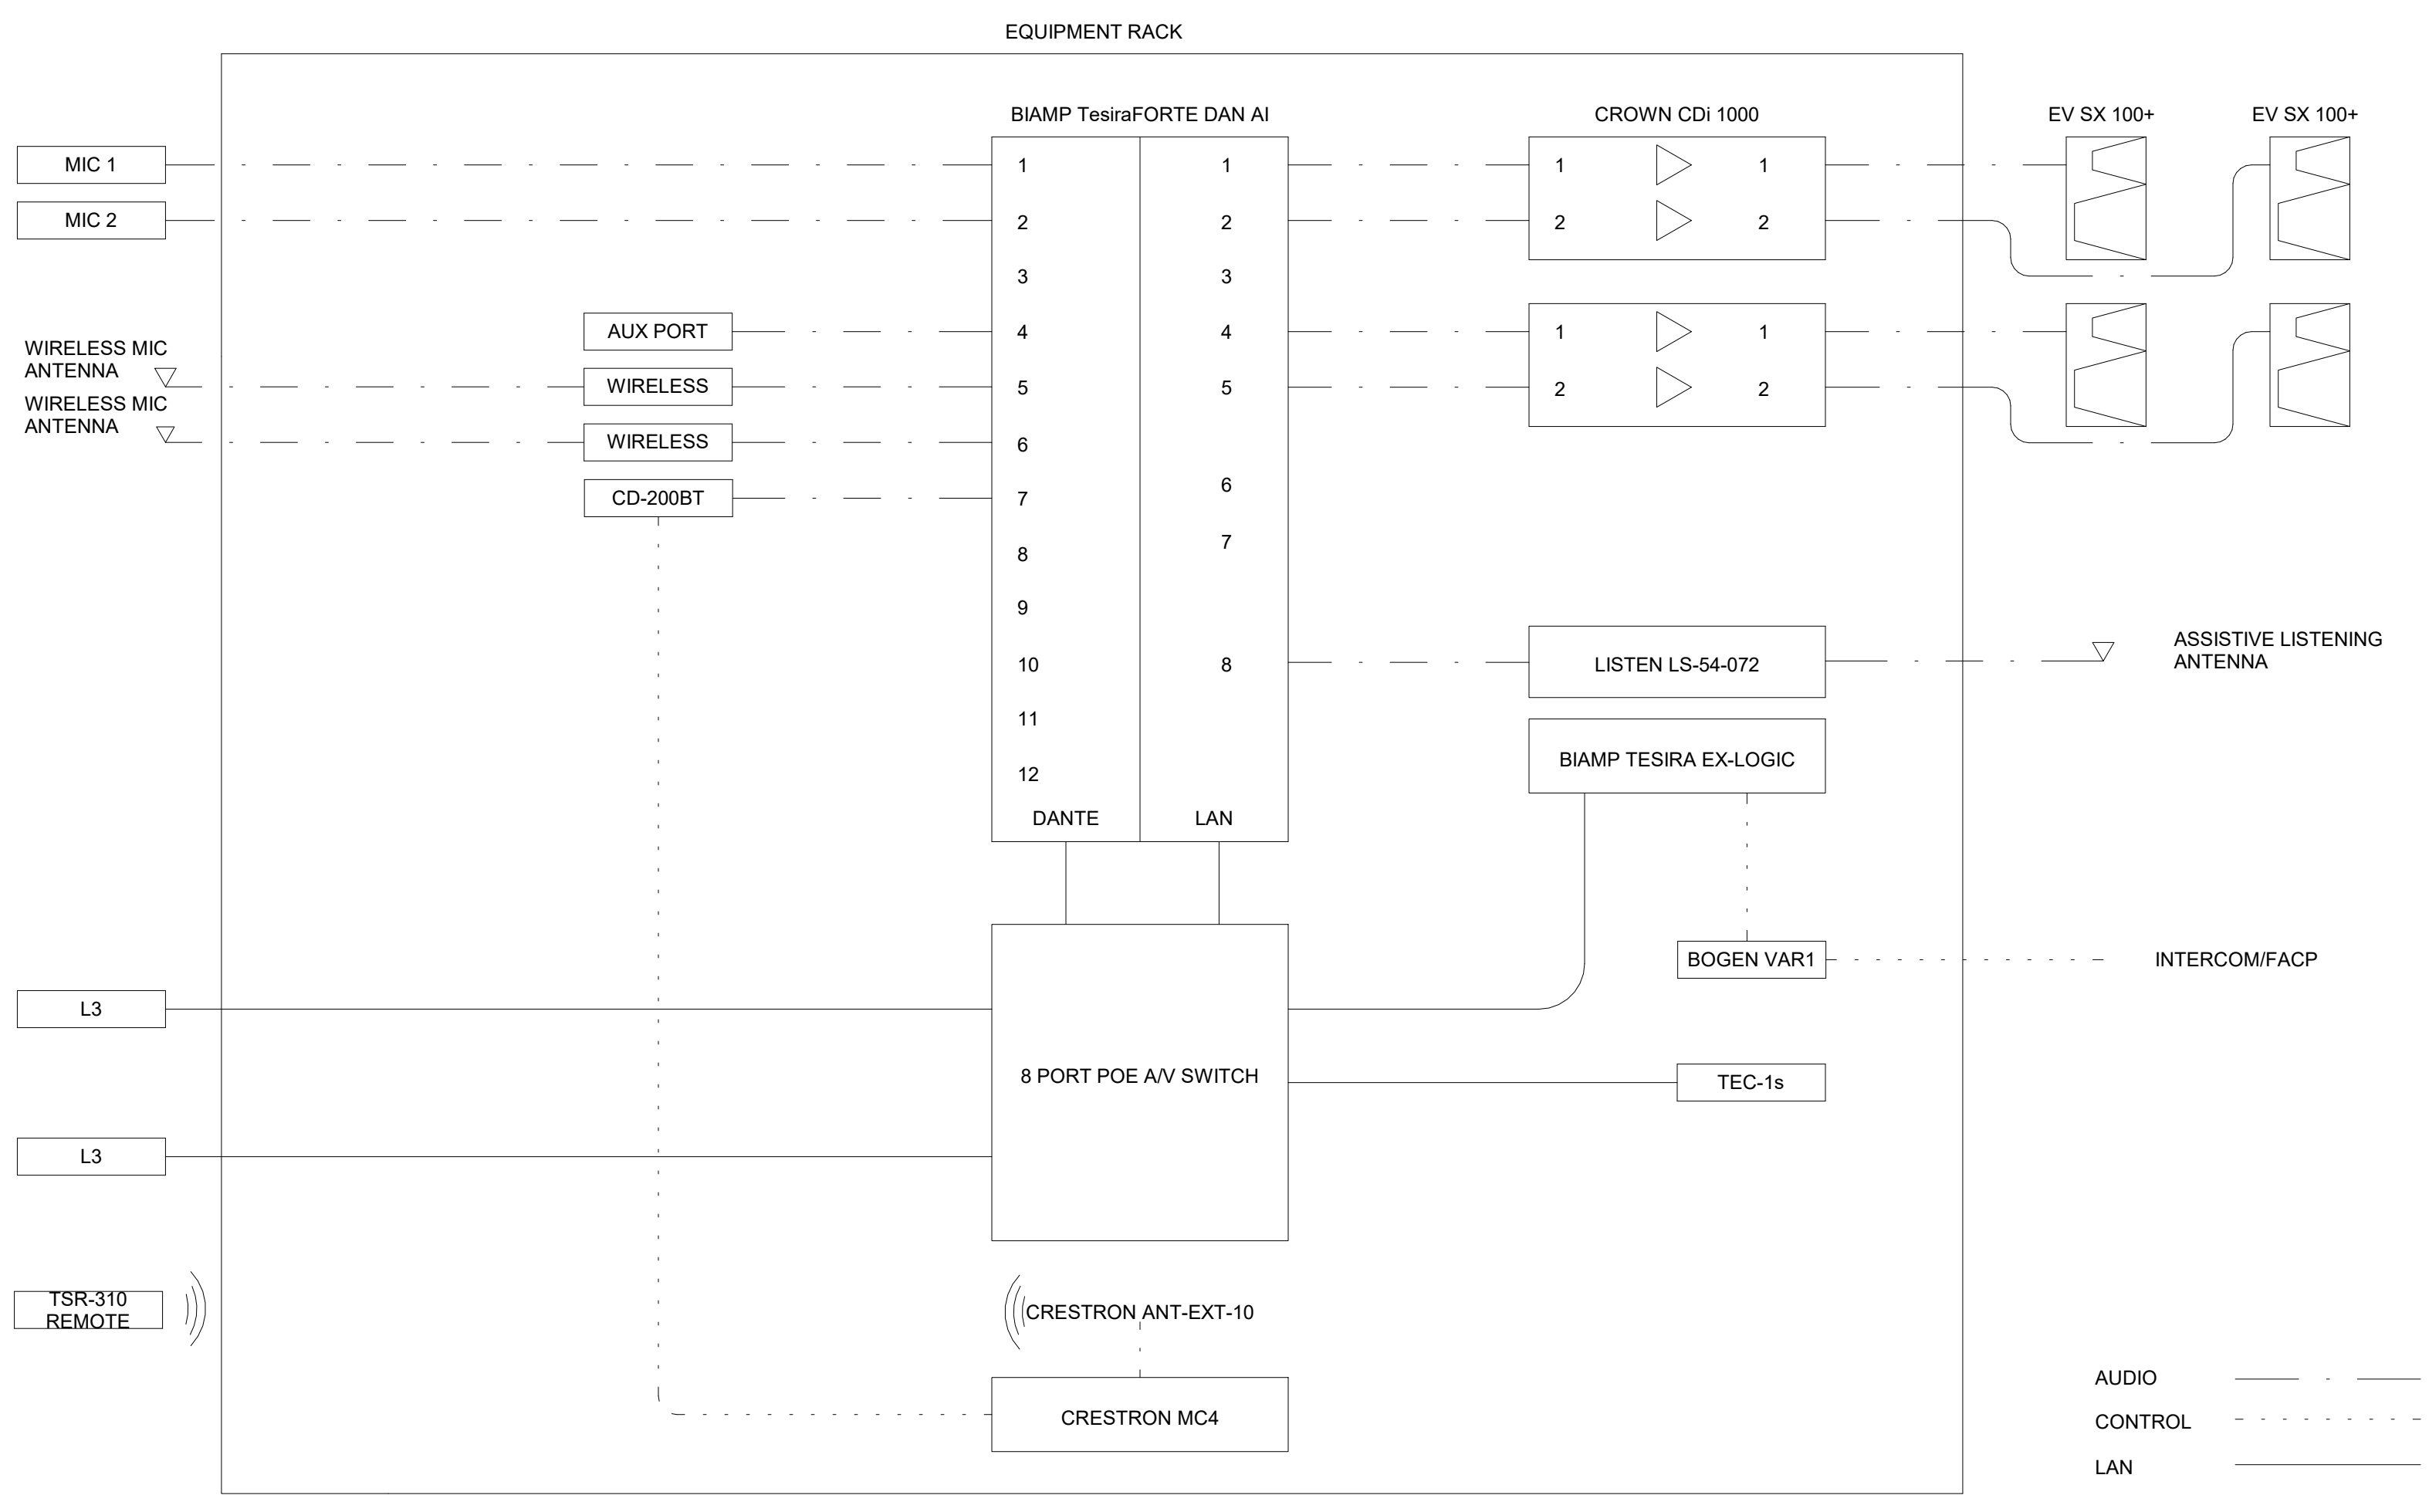 EQUIPMENT RACK
BIAMP TesiraFORTE DAN AI
CROWN CDi 1000
EV SX 100+
EV SX 100+
MIC 1
1
1
1
1
MIC 2
2
2
2
2
3
3
AUX PORT
4
4
1
1
WIRELESS MIC
ANTENNA
WIRELESS
5
5
2
2
WIRELESS MIC
ANTENNA
WIRELESS
6
6
CD-200BT
7
7
8
9
10
8
LISTEN LS-54-072
ASSISTIVE LISTENING
ANTENNA
11
12
BIAMP TESIRA EX-LOGIC
DANTE
LAN
BOGEN VAR1
INTERCOM/FACP
L3
8 PORT POE A/V SWITCH
TEC-1s
L3
TSR-310
REMOTE
CRESTRON ANT-EXT-10
CRESTRON MC4
AUDIO
CONTROL
LAN